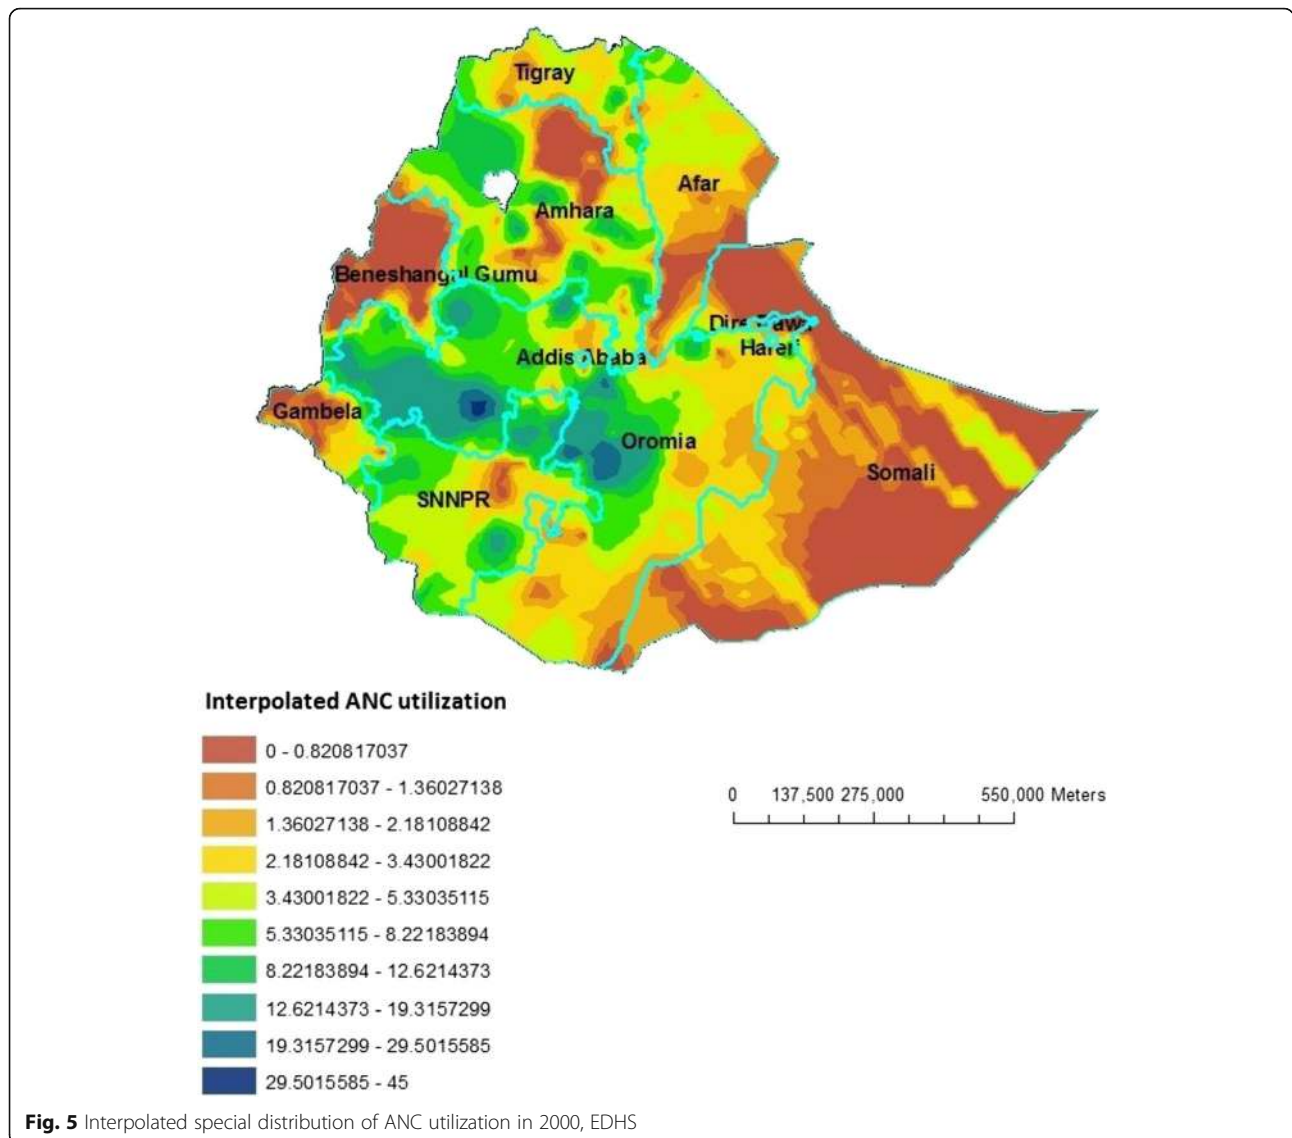 Tigray
Afar
Amhara
Beneshangul Gumu
Dire Dawa
Hareri
Addis Ababa
Gambela
Oromia
Somali
SNNPR
Interpolated ANC utilization
0 - 0.820817037
0.820817037 - 1.36027138
1.36027138 - 2.18108842
2.18108842 - 3.43001822
3.43001822 - 5.33035115
5.33035115 - 8.22183894
8.22183894 - 12.6214373
12.6214373 - 19.3157299
19.3157299 - 29.5015585
29.5015585 - 45
0 137,500 275,000 550,000 Meters
Fig. 5 Interpolated special distribution of ANC utilization in 2000, EDHS